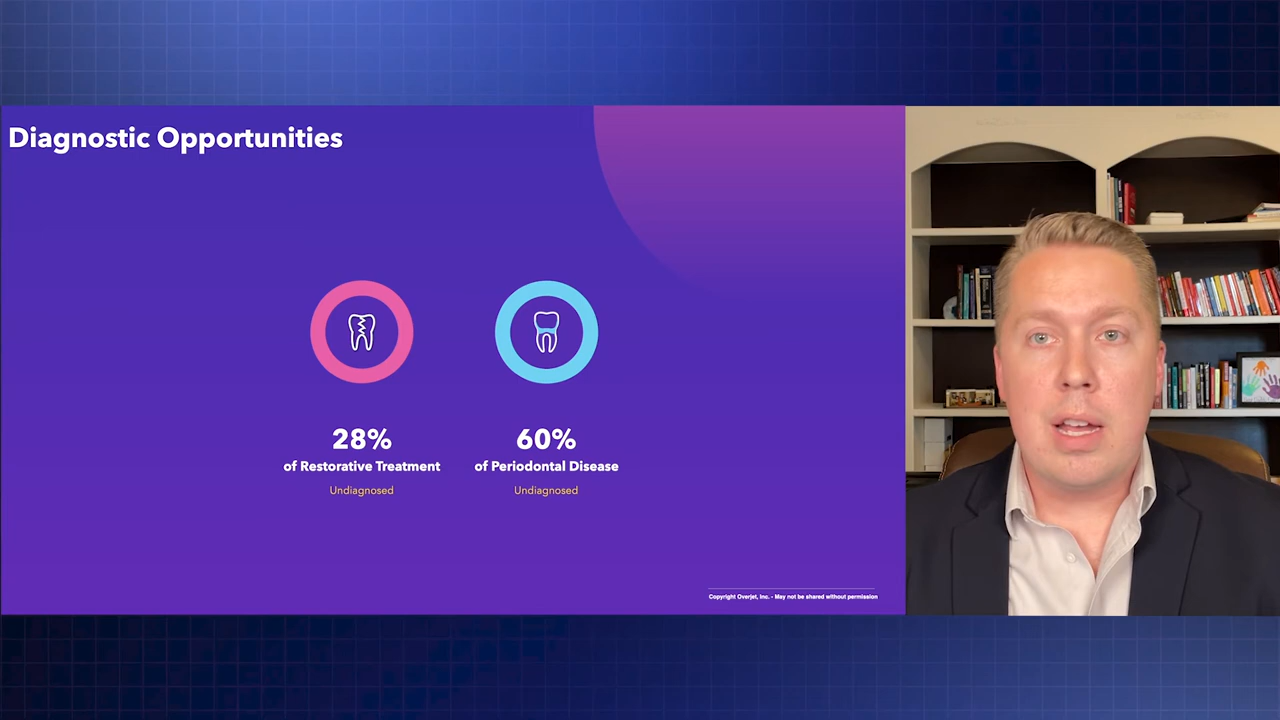 Diagnostic Opportunities
28%
of Restorative Treatment
Undiagnosed
60%
of Periodontal Disease
Undiagnosed
Copyright Overjet, Inc. - May not be shared without permission